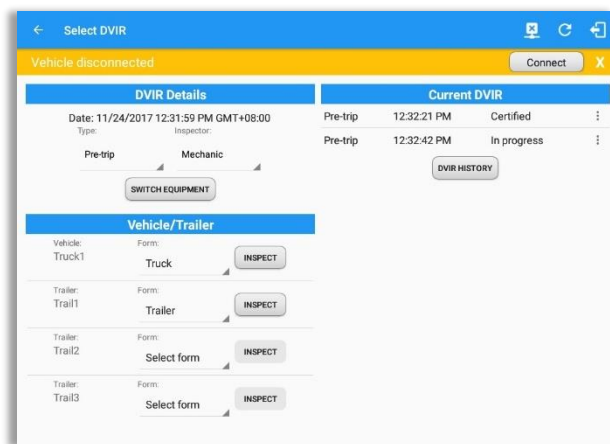 Select DVIR
Vehicle disconnected
Connect
X
DVIR Details
Date: 11/24/2017 12:31:59 PM GMT+08:00
Type:
Inspector:
Pre-trip
Mechanic
SWITCH EQUIPMENT
Vehicle/Trailer
Vehicle:
Form:
Truck1
Truck
INSPECT
Trailer:
Form:
Trail1
Trailer
INSPECT
Trailer:
Form:
Trail2
Select form
INSPECT
Trailer:
Form:
Trail3
Select form
INSPECT
Current DVIR
Pre-trip 12:32:21 PM Certified
Pre-trip 12:32:42 PM In progress
DVIR HISTORY